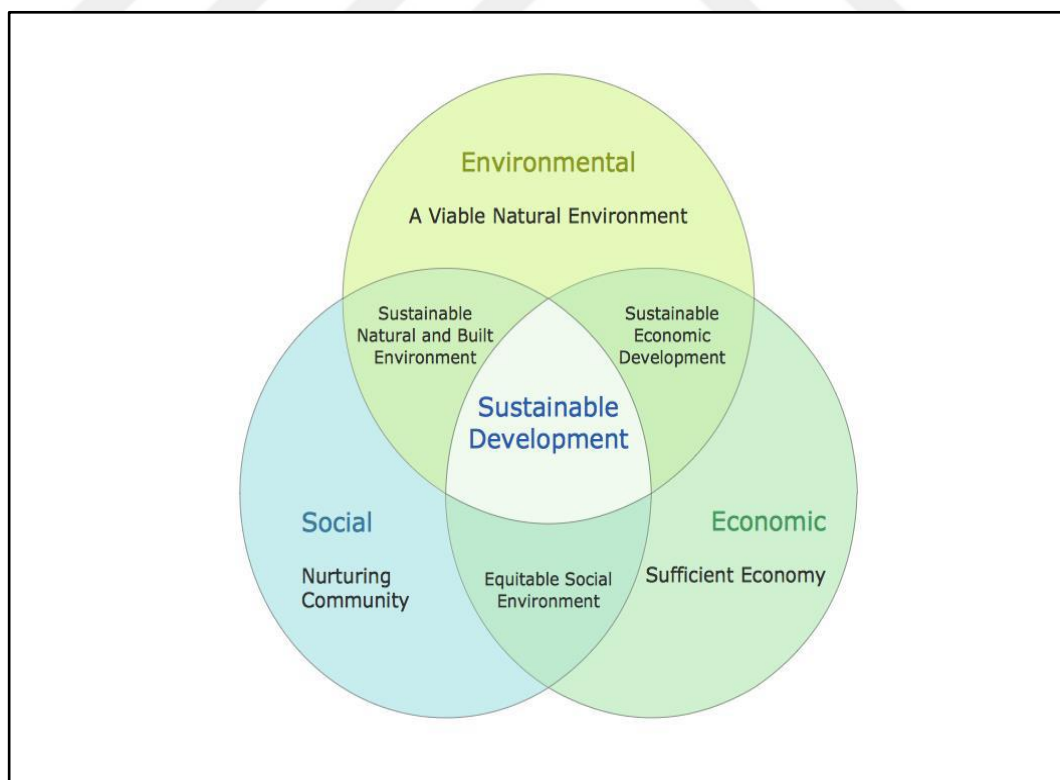 Environmental
A Viable Natural Environment
Sustainable
Natural and Built
Environment
Sustainable
Economic
Development
Sustainable
Development
Social
Nurturing
Community
Equitable Social
Environment
Economic
Sufficient Economy